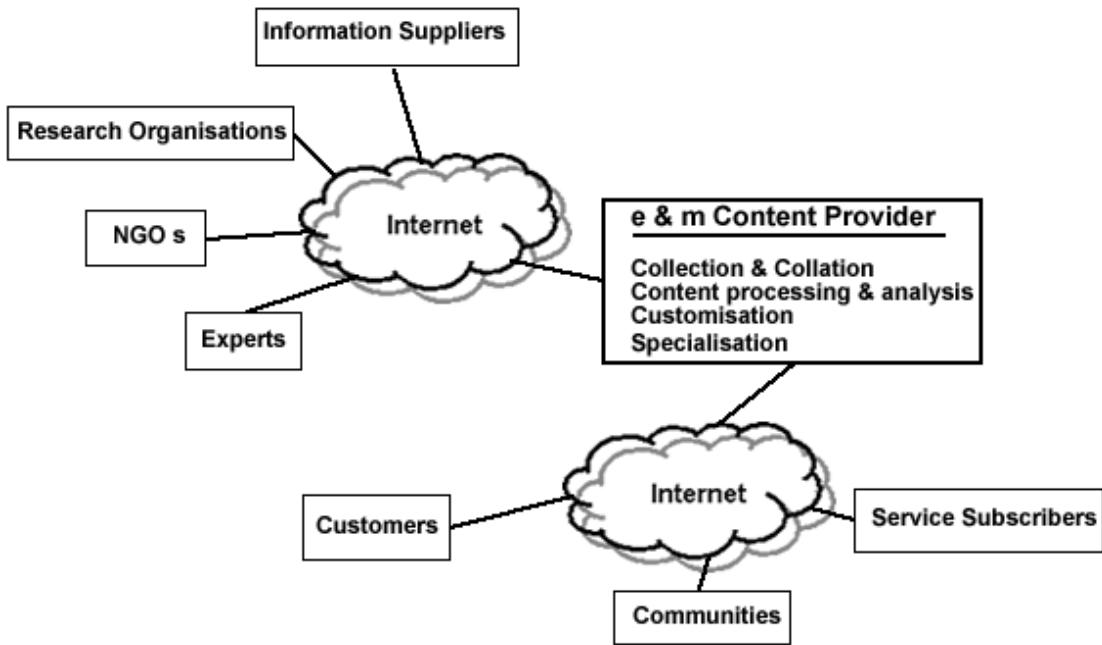 Information Suppliers
Research Organisations
Internet
NGO s
Experts
e & m Content Provider
Collection & Collation
Content processing & analysis
Customisation
Specialisation
Internet
Customers
Service Subscribers
Communities